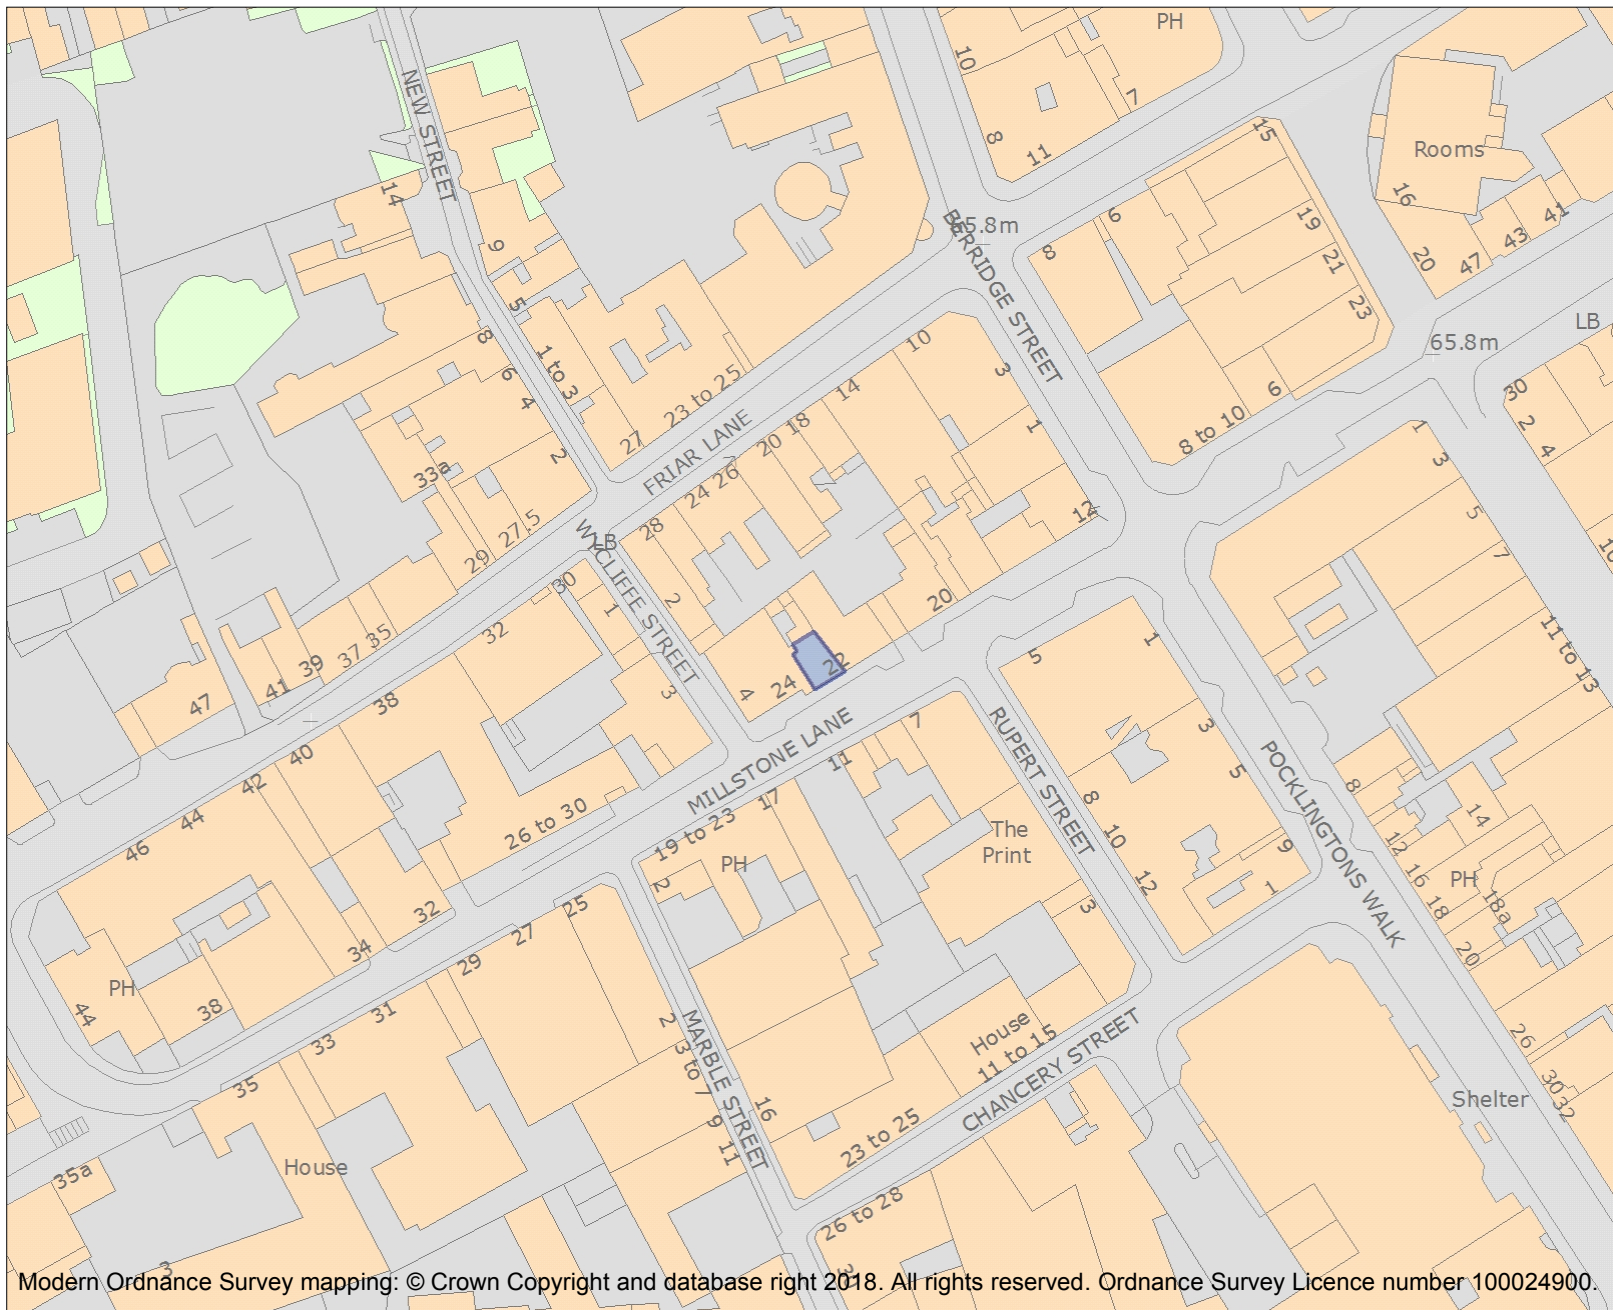 PH
10
7
8
11
NEW STREET
14
9
5
15
Rooms
16
41
43
47
20
19
21
23
6
8
65.8m
BERRIDGE STREET
65.8m
LB
8
6
4
2
1 to 3
10
3
1
14
23 to 25
27
FRIAR LANE
20
18
24
26
28
6
8 to 10
30
2
4
1
3
5
7
10
33a
27.5
29
LB
WYCLIFFE STREET
12
30
1
2
32
35
37
39
41
47
38
20
22
24
4
3
1
5
11 to 13
MILLSTONE LANE
7
11
17
19 to 23
RUPERT STREET
3
5
POCKLINGTONS WALK
8
14
12
16
18
18a
PH
20
40
42
44
46
26 to 30
PH
2
The
Print
8
10
12
9
1
3
32
34
25
27
29
31
33
35
PH
44
38
MARBLE STREET
2
3 to 7
9
11
16
House
11 to 15
CHANCERY STREET
23 to 25
26 to 28
26
30
32
Shelter
35a
House
3
30
Modern Ordnance Survey mapping: © Crown Copyright and database right 2018. All rights reserved. Ordnance Survey Licence number 100024900.